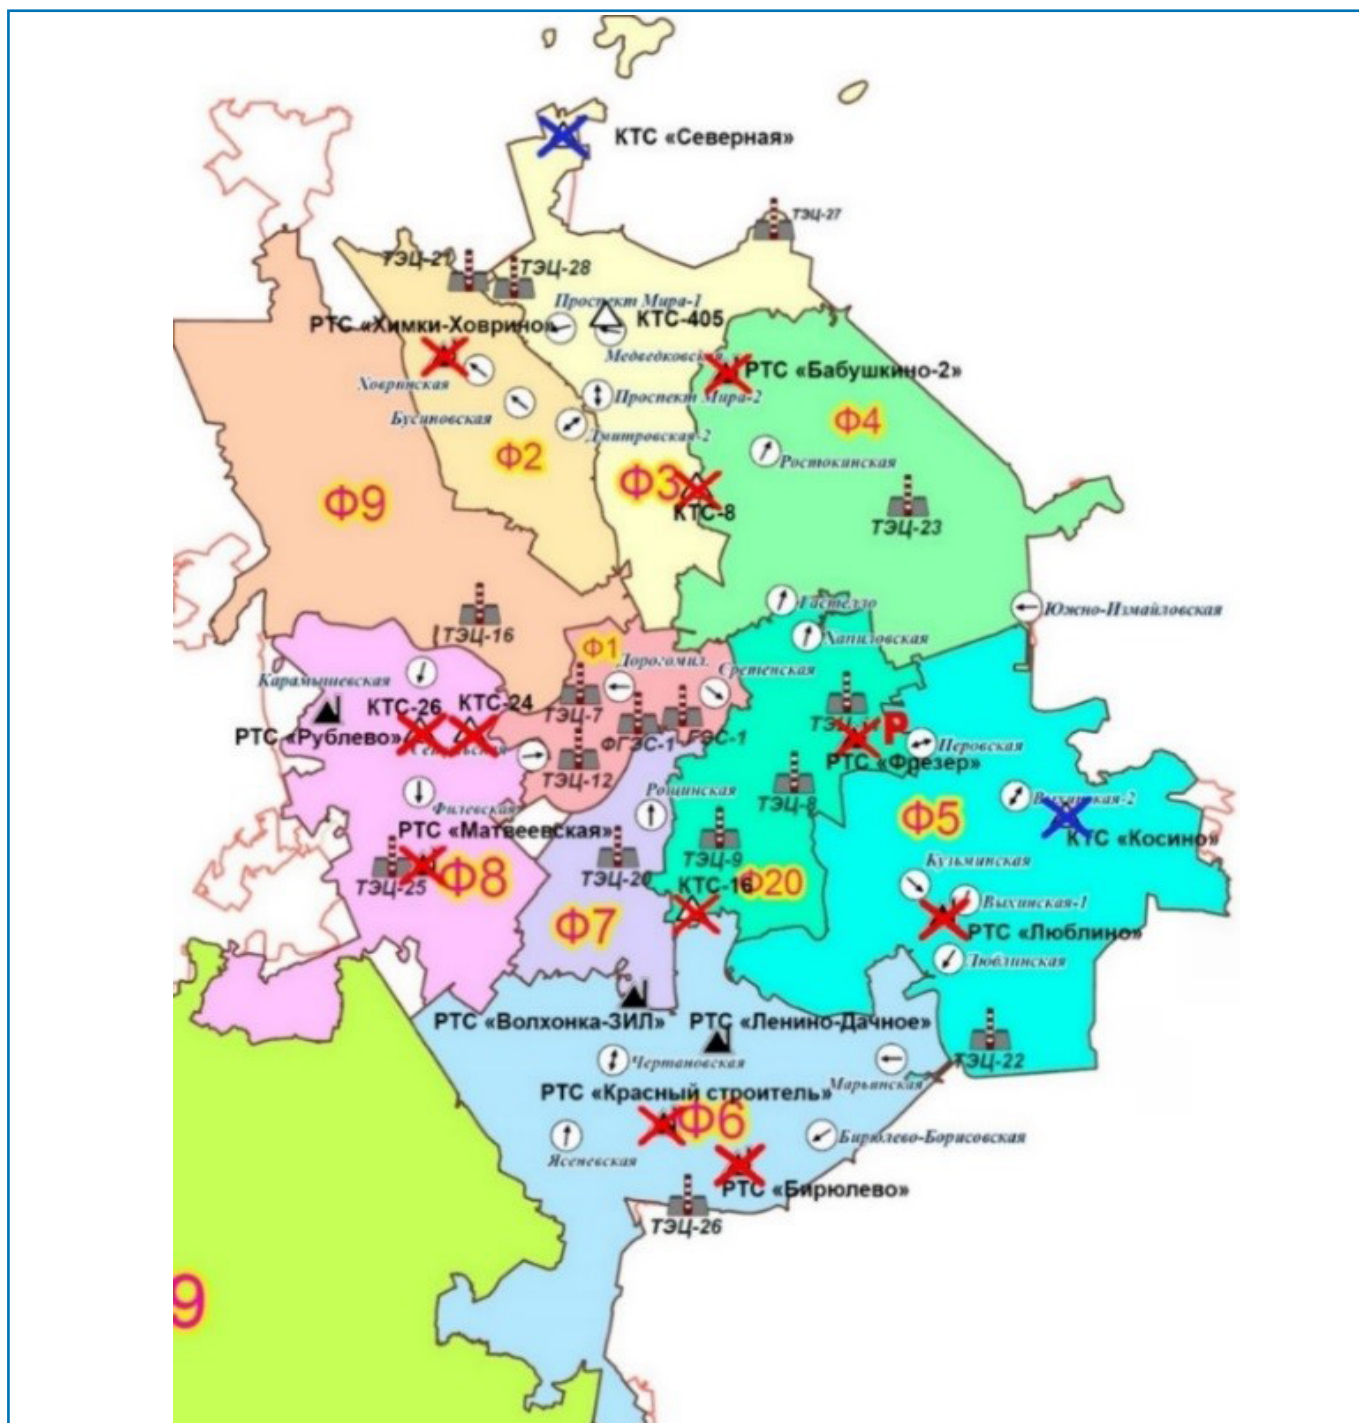 КТС «Северная»
ТЭЦ-27
ТЭЦ-21
ТЭЦ-28
Проспект Мира-1
РТС «Химки-Ховрино»
КТС-405
Медведковская
Ховринская
РТС «Бабушкино-2»
Бусиновская
Проспект Мира-2
Дмитровская-2
Ф4
Ф2
Ростокинская
Ф3
Ф9
КТС-8
ТЭЦ-23
Гастелло
Южно-Измайловская
ТЭЦ-16
Хапиловская
Ф1
Дорогомил.
Сретенская
Карамышевская
КТС-26
КТС-24
ТЭЦ-7
РТС «Рублево»
ФГЭС-1
ГЭС-1
Р
Перовская
ТЭЦ-12
РТС «Фрезер»
Рощинская
ТЭЦ-8
Филевская
Выхинская-2
РТС «Матвеевская»
Ф5
КТС «Косино»
ТЭЦ-9
Кузьминская
ТЭЦ-25
Ф8
ТЭЦ-20
КТС-16
Ф20
Выхинская-1
Ф7
РТС «Люблино»
Люблинская
РТС «Волхонка-ЗИЛ»
РТС «Ленино-Дачное»
Чертановская
ТЭЦ-22
Марьинская
РТС «Красный строитель»
Ф6
Бирюлево-Борисовская
Ясеневская
РТС «Бирюлево»
ТЭЦ-26
9